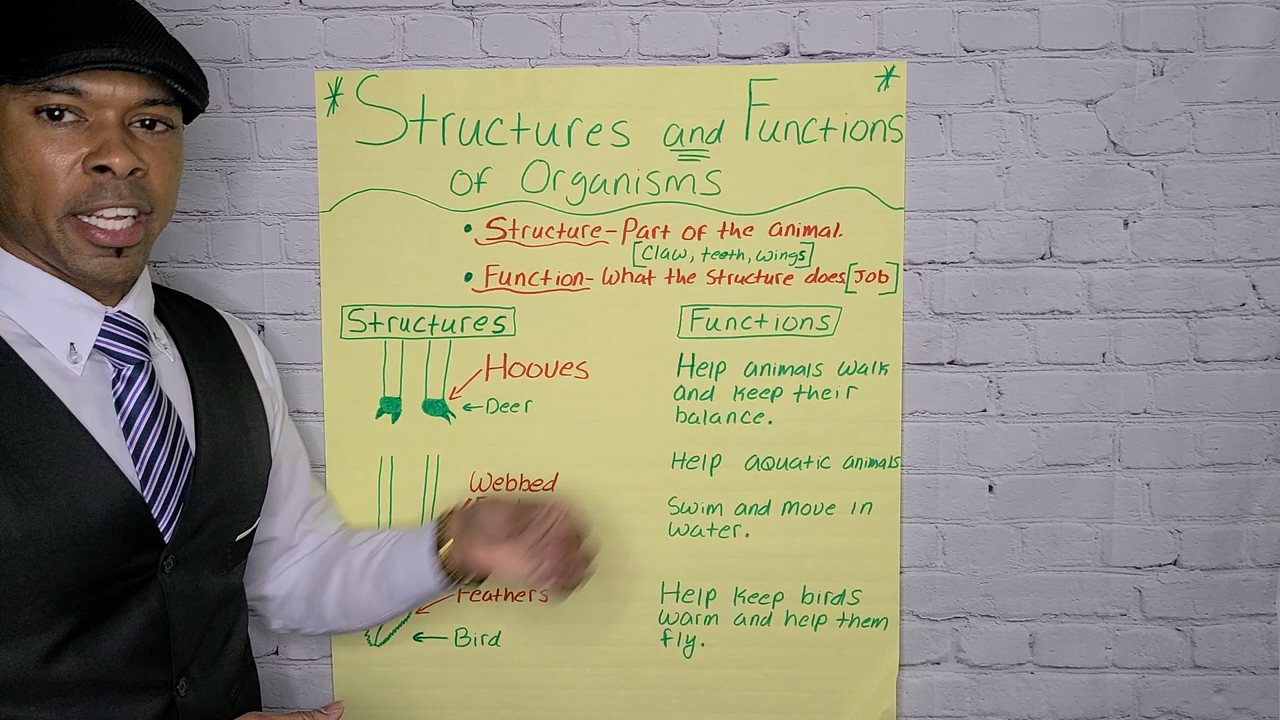 * Structures and Functions *
of Organisms
• Structure - Part of the animal.
[Claw, teeth, wings]
• Function - What the structure does [Job]
Structures
Functions
Hooves
Deer
Help animals walk
and keep their
balance.
Webbed
Help aquatic animals
Swim and move in
water.
Feathers
Bird
Help keep birds
warm and help them
fly.